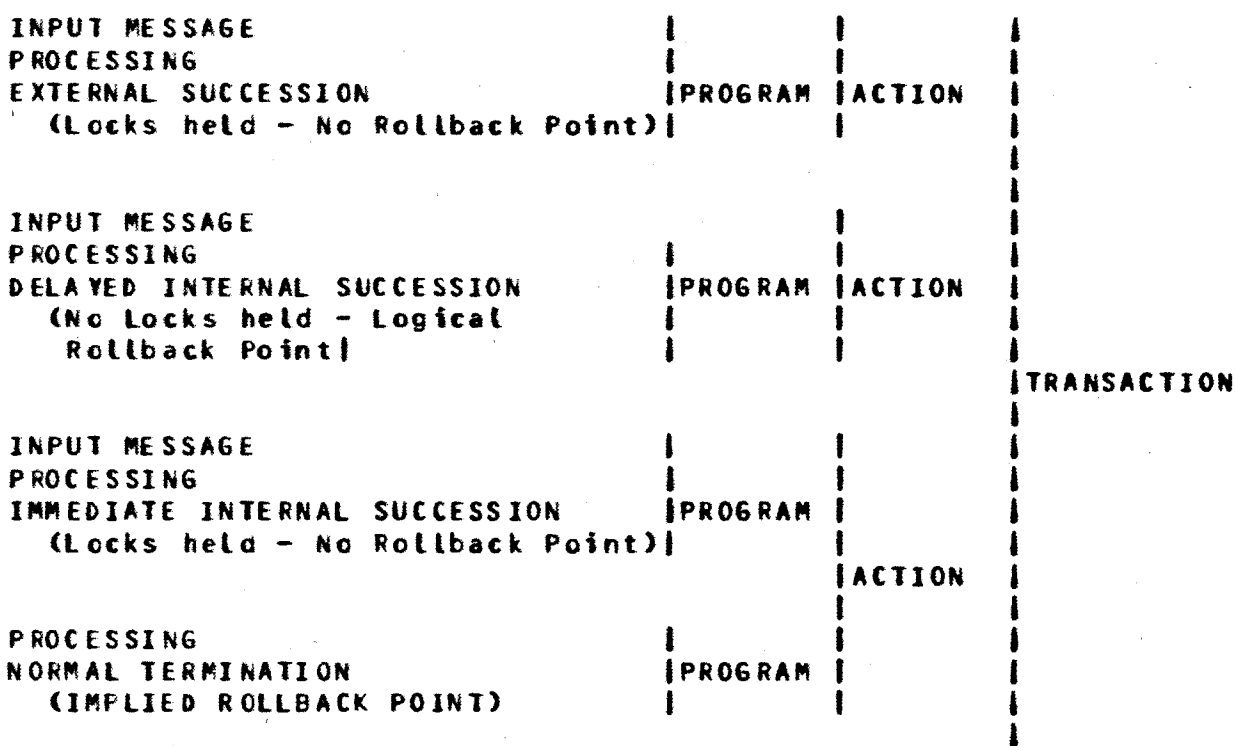 INPUT MESSAGE
PROCESSING
EXTERNAL SUCCESSION |PROGRAM |ACTION
(Locks held - No Rollback Point)|
INPUT MESSAGE
PROCESSING
DELAYED INTERNAL SUCCESSION |PROGRAM |ACTION
(No Locks held - Logical
Rollback Point|
|TRANSACTION
INPUT MESSAGE
PROCESSING
IMMEDIATE INTERNAL SUCCESSION |PROGRAM |
(Locks held - No Rollback Point)|
|ACTION
PROCESSING
NORMAL TERMINATION |PROGRAM |
(IMPLIED ROLLBACK POINT)